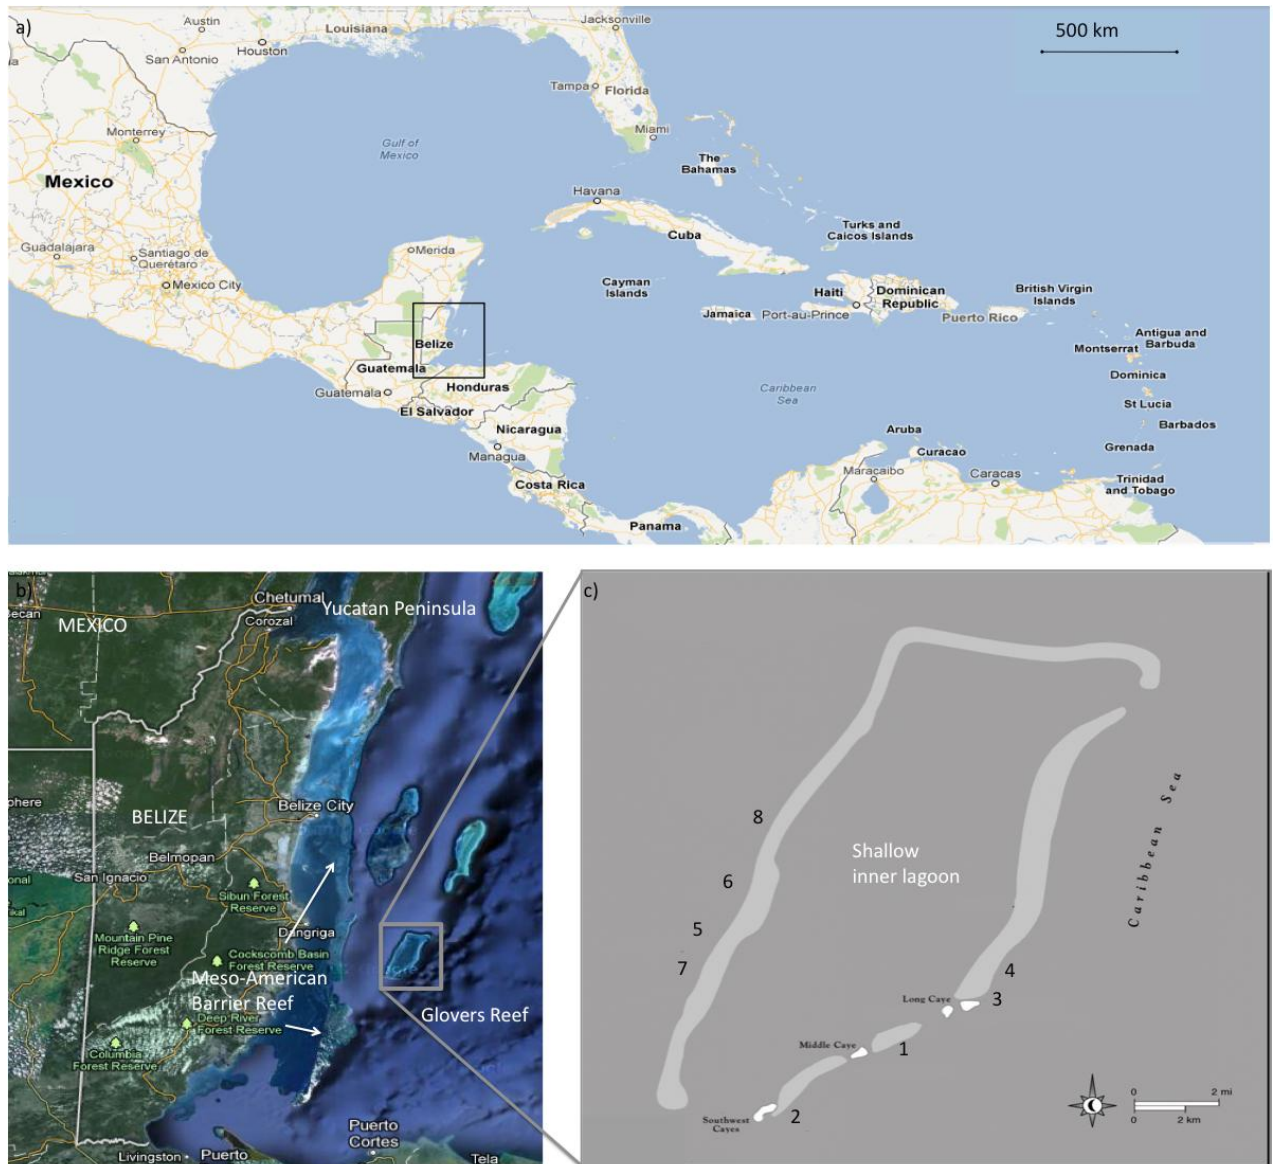 a)
Austin
Louisiana
Jacksonville
500 km
San Antonio
Houston
Tampa
Florida
Monterrey
Miami
Gulf of
Mexico
The
Bahamas
Mexico
Havana
Turks and
Caicos Islands
Guadalajara
Santiago de
Querétaro
Merida
Cuba
Mexico City
Cayman
Islands
Haiti
Dominican
Republic
British Virgin
Islands
Jamaica
Port-au-Prince
Puerto Rico
Belize
Antigua and
Barbuda
Montserrat
Guatemala
Dominica
Guatemala
Honduras
Caribbean
Sea
El Salvador
St Lucia
Nicaragua
Aruba
Barbados
Managua
Curacao
Grenada
Maracaibo
Caracas
Costa Rica
Trinidad
and Tobago
Panama
b)
Chetumal
Yucatan Peninsula
Becan
MEXICO
Corozal
phere
Belize City
BELIZE
Belmopan
onal
San Ignacio
ikal
Sibun Forest
Reserve
Dangriga
Mountain Pine
Ridge Forest
Reserve
Cockscomb Basin
Forest Reserve
Meso-American
Barrier Reef
Glovers Reef
Deep River
Forest Reserve
Columbia
Forest Reserve
Puerto
Cortes
Livingston
Puerto
Tela
c)
8
Shallow
inner lagoon
6
Caribbean Sea
5
7
4
Long Caye
3
Middle Caye
1
0 2 mi
0 2 km
Southwest
Cayes
2